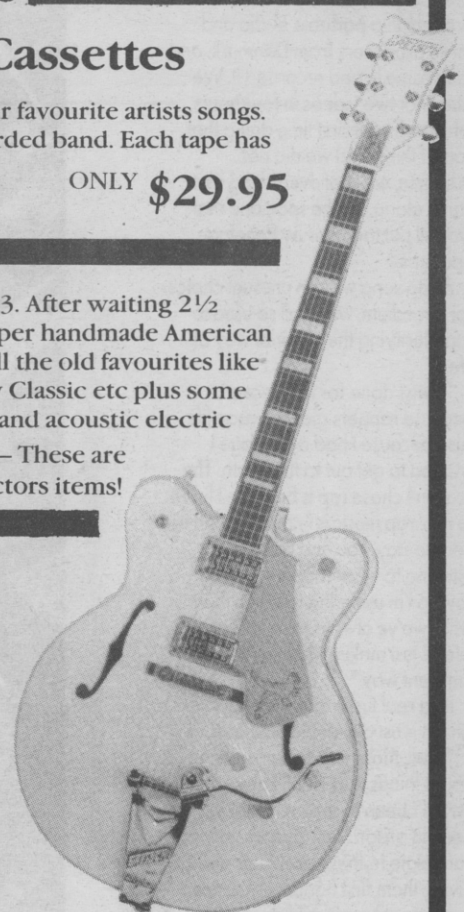 Cassettes
r favourite artists songs.
rded band. Each tape has
ONLY $29.95
3. After waiting 2½
per handmade American
ll the old favourites like
y Classic etc plus some
and acoustic electric
– These are
ctors items!
GRETSCH